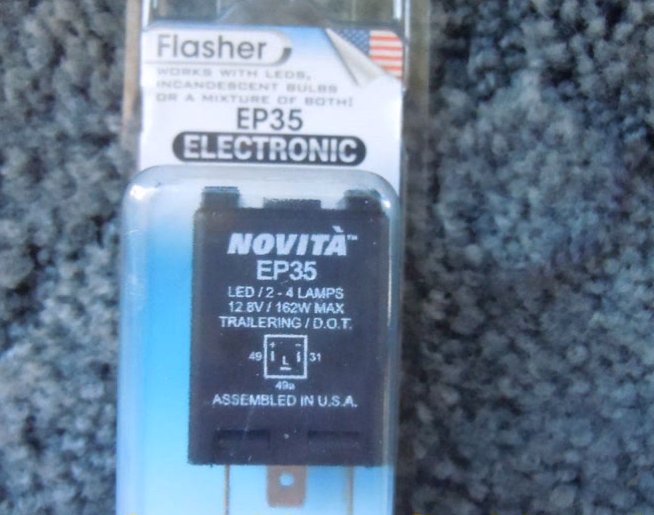 Flasher
WORKS WITH LEDS,
INCANDESCENT BULBS
OR A MIXTURE OF BOTH!
EP35
ELECTRONIC
NOVITÀ™
EP35
LED / 2 - 4 LAMPS
12.8V / 162W MAX
TRAILERING / D.O.T.
+ -
49 L 31
49a
ASSEMBLED IN U.S.A.